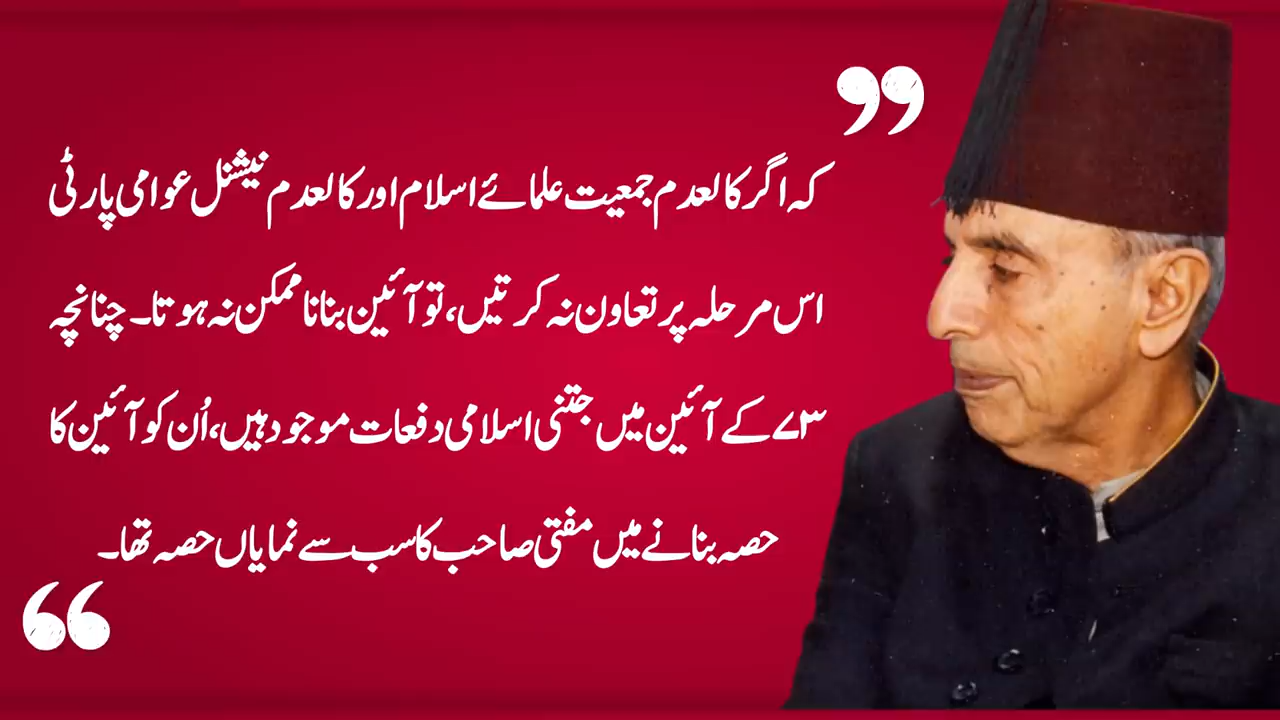 کہ اگر کالعدم جمعیت علمائے اسلام اور کالعدم نیشنل عوامی پارٹی
اس مرحلہ پر تعاون نہ کرتیں، تو آئین بنانا ممکن نہ ہوتا۔ چنانچہ
۷۳ کے آئین میں جتنی اسلامی دفعات موجود ہیں، اُن کو آئین کا
حصہ بنانے میں مفتی صاحب کا سب سے نمایاں حصہ تھا۔